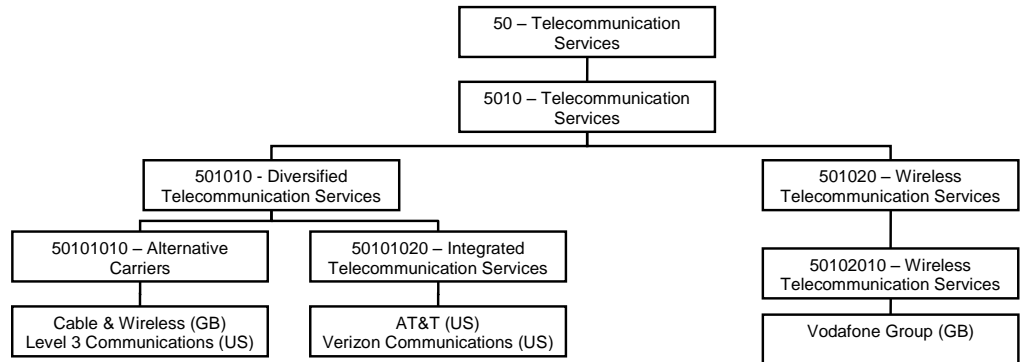 50 – Telecommunication
Services
5010 – Telecommunication
Services
501010 - Diversified
Telecommunication Services
501020 – Wireless
Telecommunication Services
50101010 – Alternative
Carriers
50101020 – Integrated
Telecommunication Services
50102010 – Wireless
Telecommunication Services
Cable & Wireless (GB)
Level 3 Communications (US)
AT&T (US)
Verizon Communications (US)
Vodafone Group (GB)